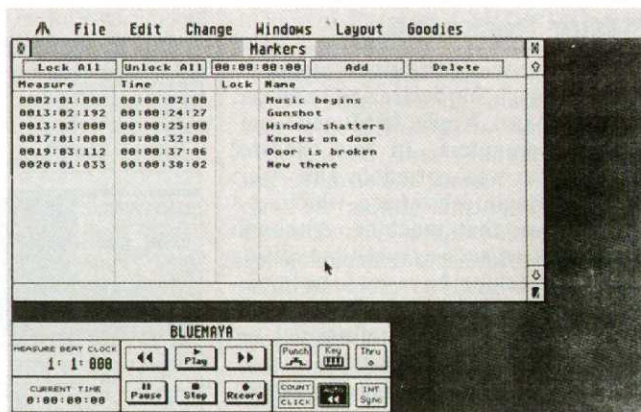 File Edit Change Windows Layout Goodies
Markers
Lock All Unlock All 00:00:00:00 Add Delete
Measure Time Lock Name
0002:01:000 00:00:02:00 Music begins
0013:02:192 00:00:24:27 Gunshot
0013:03:000 00:00:25:00 Window shatters
0017:01:000 00:00:32:00 Knocks on door
0019:03:112 00:00:37:06 Door is broken
0020:01:033 00:00:38:02 New theme
BLUEMAYA
MEASURE BEAT CLOCK
1: 1: 000
Play
Punch Key Thru
CURRENT TIME
0:00:00:00
Pause Stop Record
COUNT
CLICK
INT
Sync